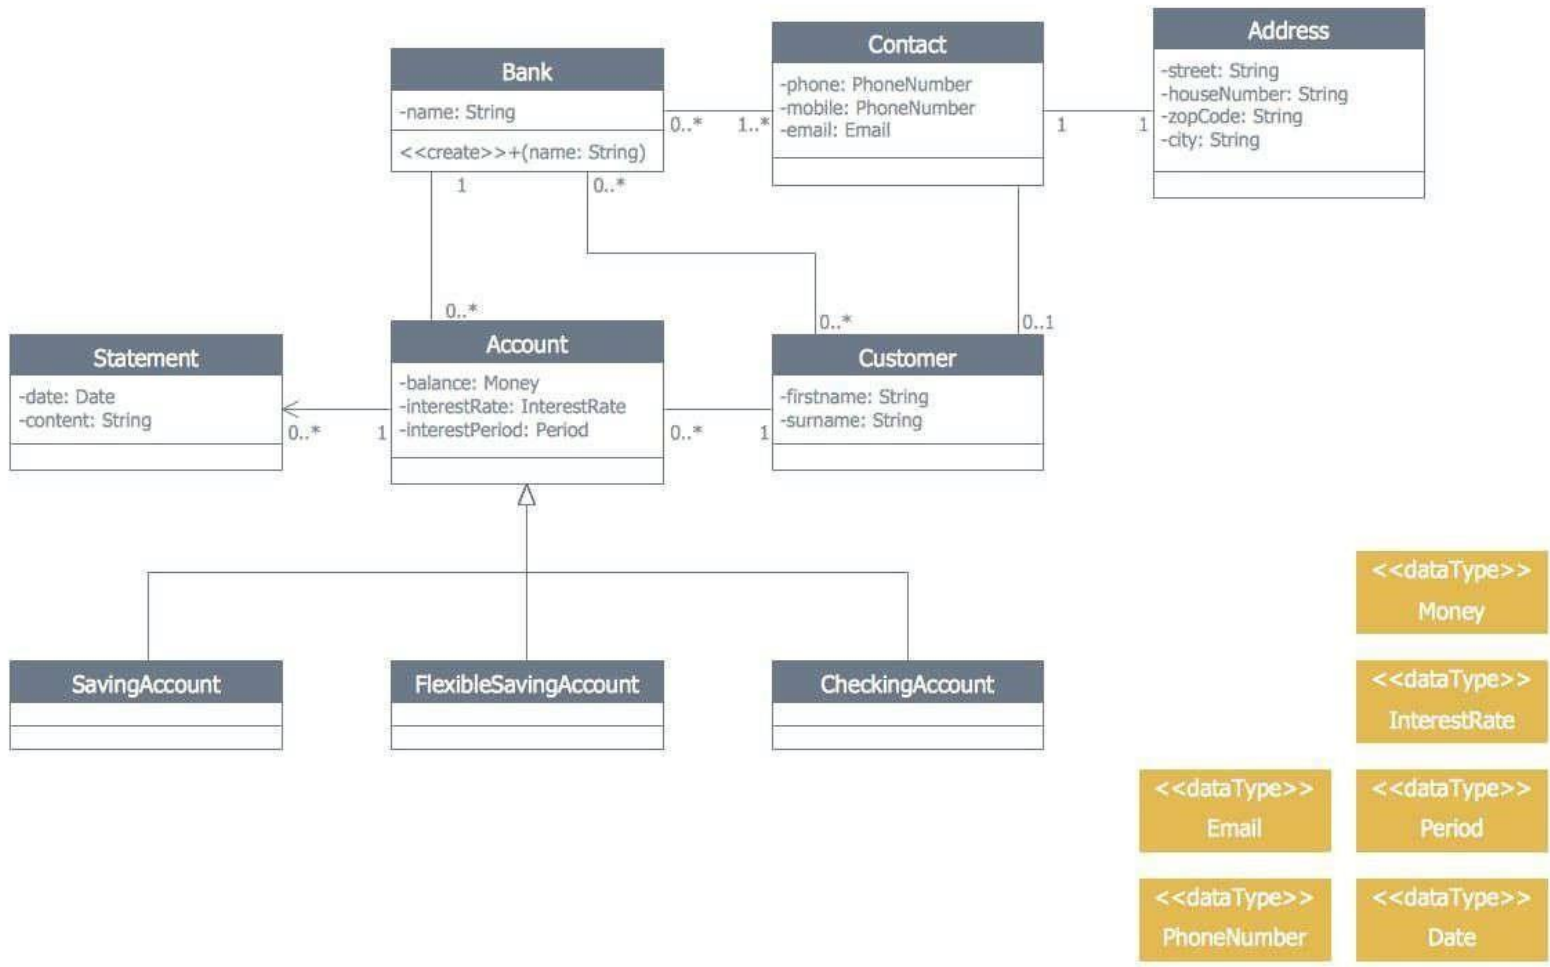 Bank
-name: String
<<create>>+(name: String)
0..*
1..*
Contact
-phone: PhoneNumber
-mobile: PhoneNumber
-email: Email
1
1
Address
-street: String
-houseNumber: String
-zopCode: String
-city: String
1
0..*
0..*
0..*
0..1
Statement
-date: Date
-content: String
0..*
1
Account
-balance: Money
-interestRate: InterestRate
-interestPeriod: Period
0..*
1
Customer
-firstname: String
-surname: String
SavingAccount
FlexibleSavingAccount
CheckingAccount
<<dataType>>
Money
<<dataType>>
InterestRate
<<dataType>>
Email
<<dataType>>
Period
<<dataType>>
PhoneNumber
<<dataType>>
Date